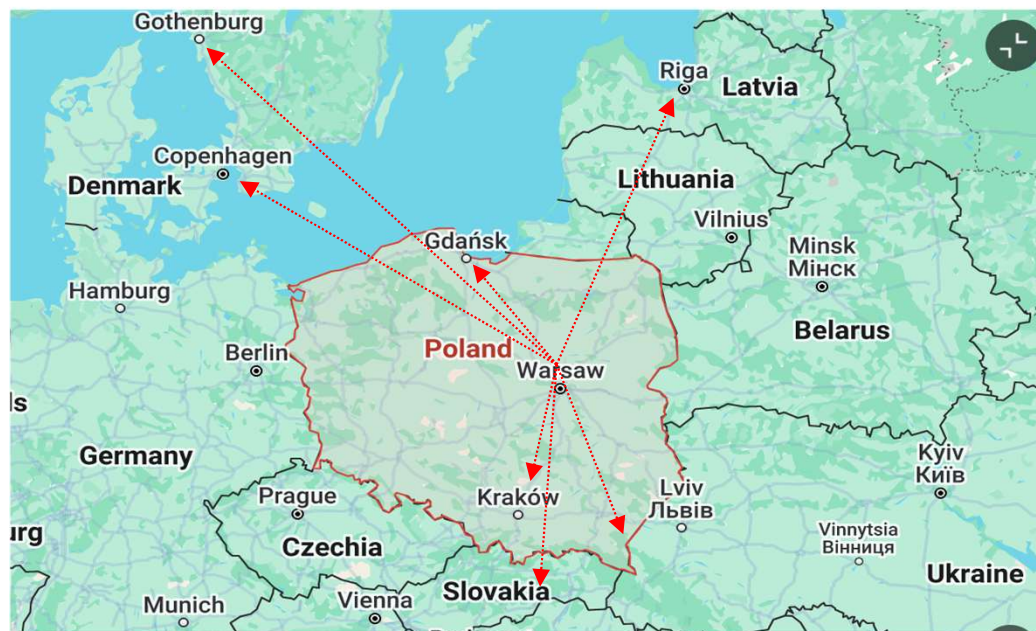 Gothenburg
Riga
Latvia
Copenhagen
Denmark
Lithuania
Vilnius
Gdańsk
Minsk
Мінск
Hamburg
Belarus
Poland
Berlin
Warsaw
ls
Germany
Kyiv
Київ
Lviv
Львів
Prague
Kraków
urg
Czechia
Vinnytsia
Вінниця
Ukraine
Slovakia
Munich
Vienna